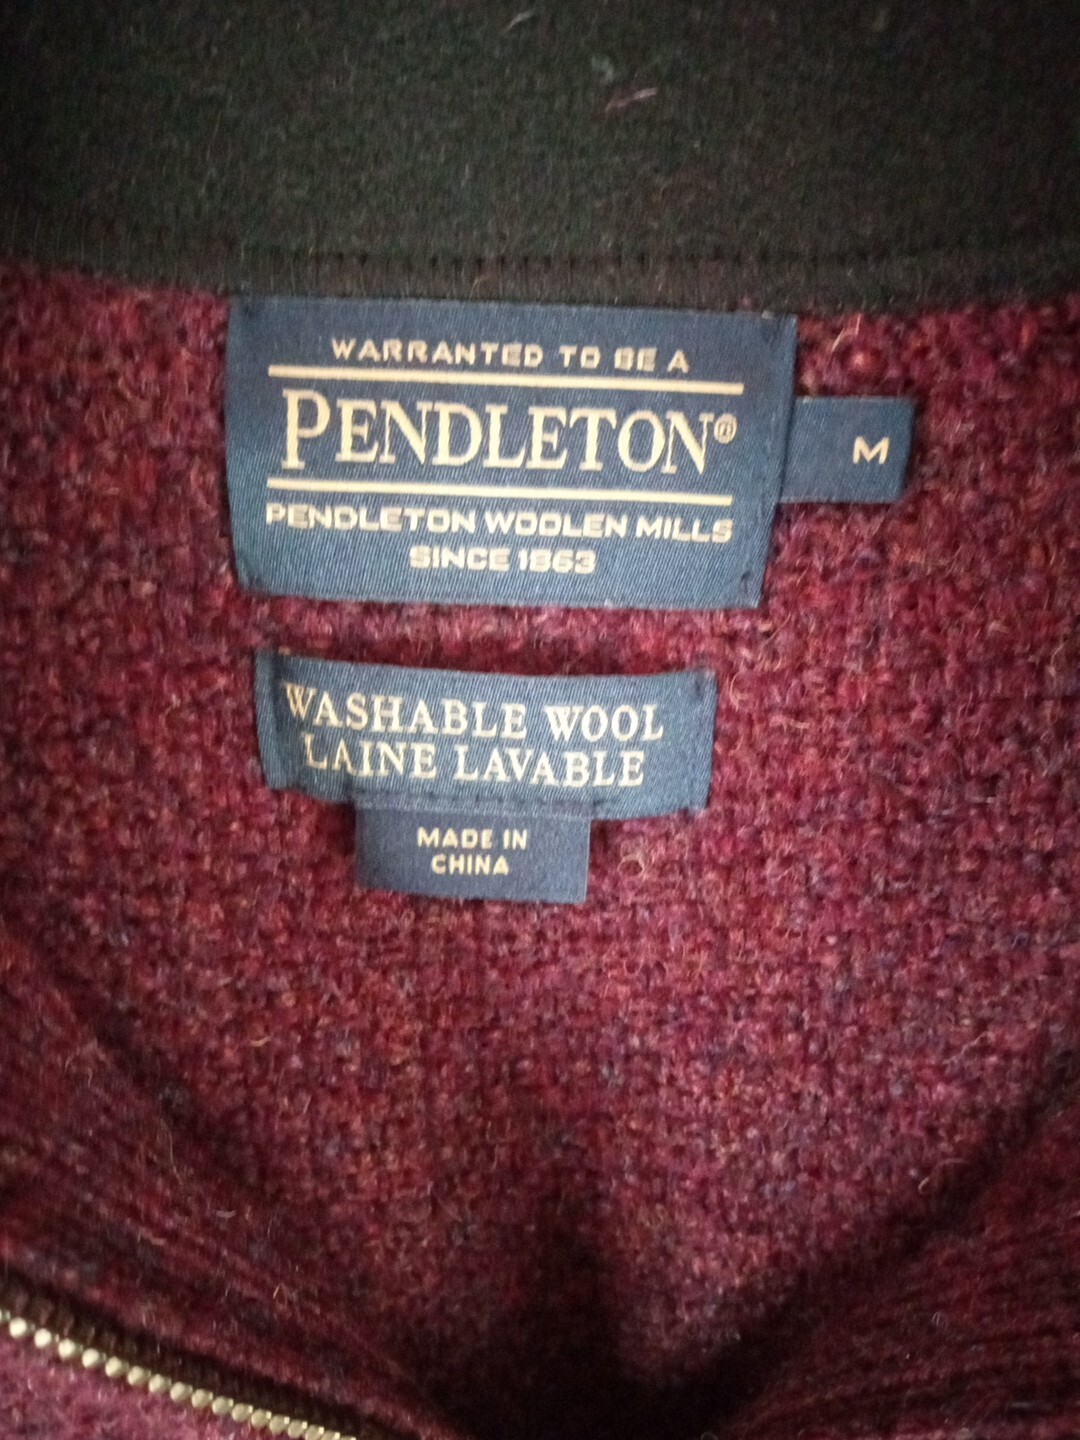 WARRANTED TO BE A
PENDLETON®
M
PENDLETON WOOLEN MILLS
SINCE 1863
WASHABLE WOOL
LAINE LAVABLE
MADE IN
CHINA